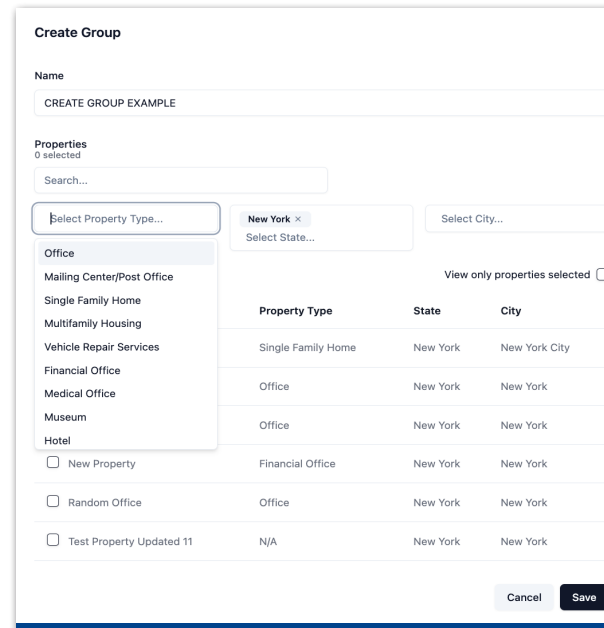 Create Group
Name
CREATE GROUP EXAMPLE
Properties
0 selected
Search...
Select Property Type...
New York ×
Select State...
Select City...
Office
Mailing Center/Post Office
Single Family Home
Multifamily Housing
Vehicle Repair Services
Financial Office
Medical Office
Museum
Hotel
View only properties selected
Property Type State City
Single Family Home New York New York City
Office New York New York
Office New York New York
New Property Financial Office New York New York
Random Office Office New York New York
Test Property Updated 11 N/A New York New York
Cancel Save